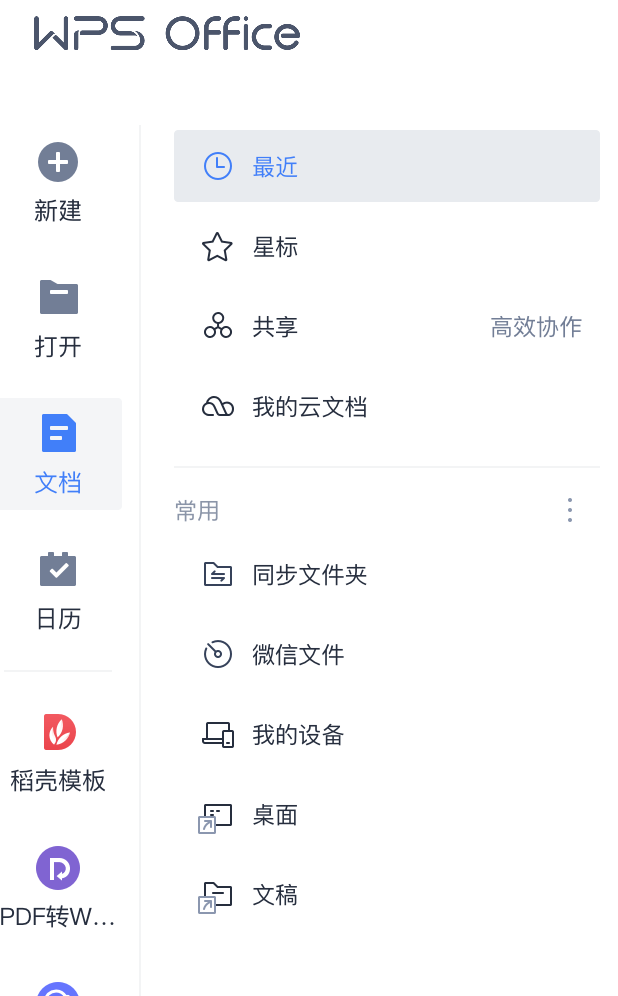 WPS Office
新建
打开
文档
日历
稻壳模板
PDF转W...
最近
星标
共享 高效协作
我的云文档
常用
同步文件夹
微信文件
我的设备
桌面
文稿